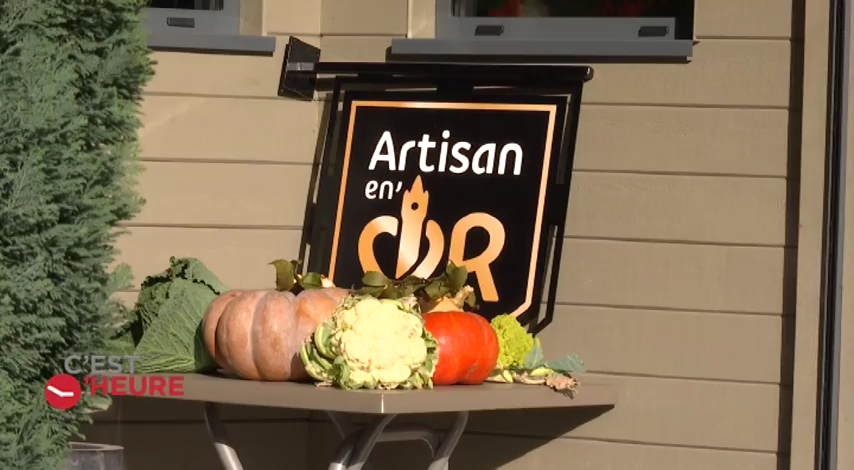 Artisan
en'
OR
C'EST
L'HEURE